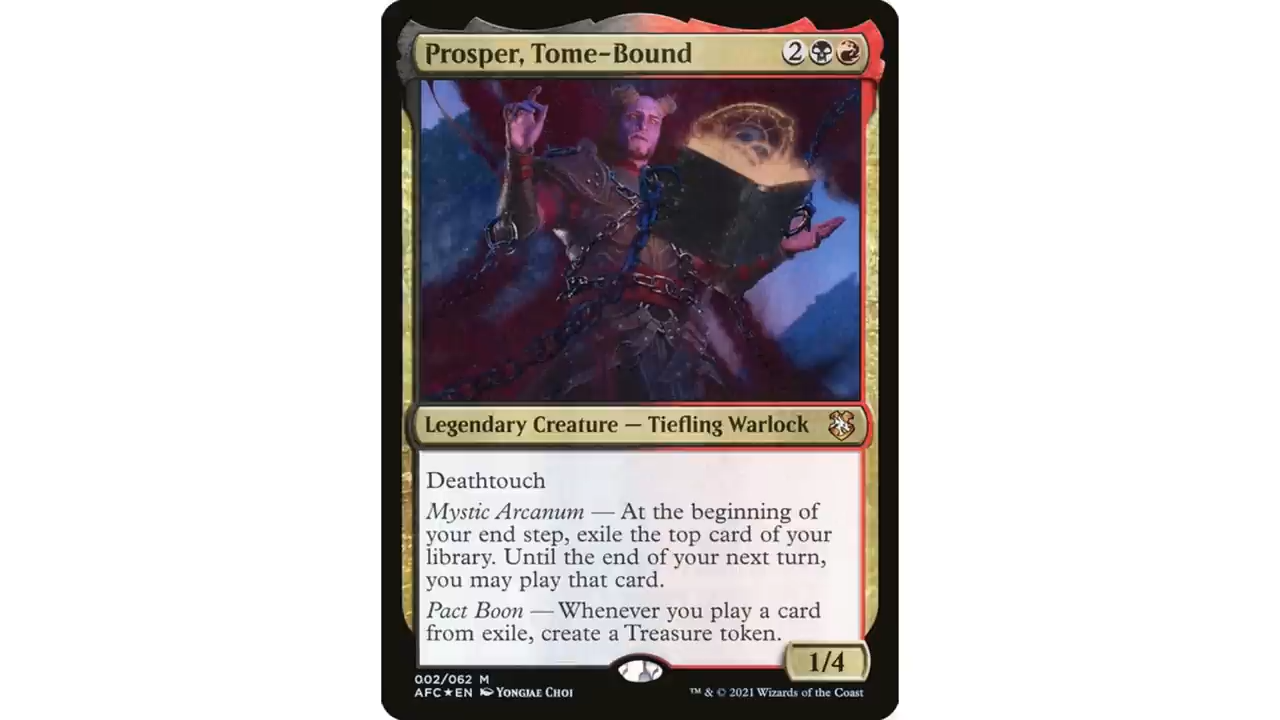 Prosper, Tome-Bound 2
Legendary Creature — Tiefling Warlock
Deathtouch
Mystic Arcanum — At the beginning of
your end step, exile the top card of your
library. Until the end of your next turn,
you may play that card.
Pact Boon — Whenever you play a card
from exile, create a Treasure token.
1/4
002/062 M
AFC★EN Yongjae Choi
™ & © 2021 Wizards of the Coast